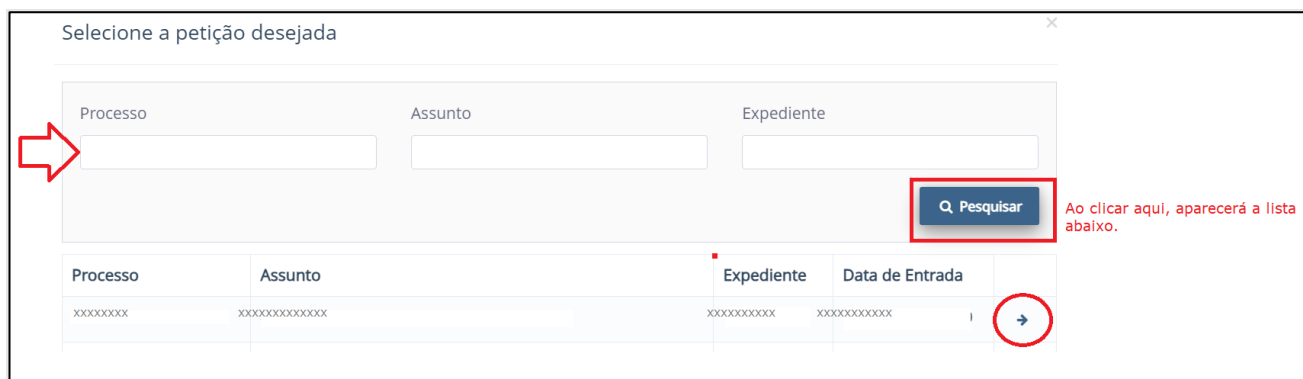 Selecione a petição desejada
×
Processo Assunto Expediente
Pesquisar
Ao clicar aqui, aparecerá a lista
abaixo.
Processo Assunto Expediente Data de Entrada
xxxxxxxx xxxxxxxxxxxxx xxxxxxxxxx xxxxxxxxxxx